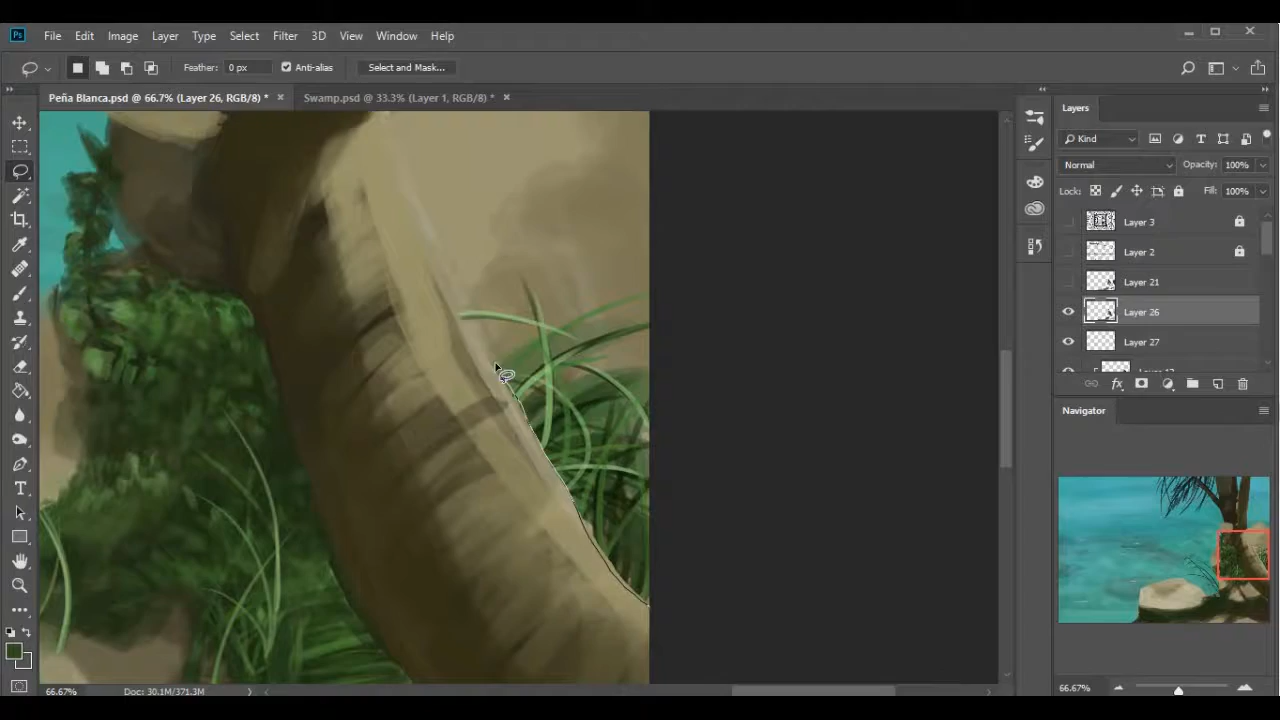 Ps File Edit Image Layer Type Select Filter 3D View Window Help
Feather: 0 px Anti-alias Select and Mask...
Peña Blanca.psd @ 66.7% (Layer 26, RGB/8) * × Swamp.psd @ 33.3% (Layer 1, RGB/8) * ×
Layers
Kind
Normal Opacity: 100%
Lock: Fill: 100%
Layer 3
Layer 2
Layer 21
Layer 26
Layer 27
fx
Navigator
66.67% Doc: 30.1M/371.3M
66.67%